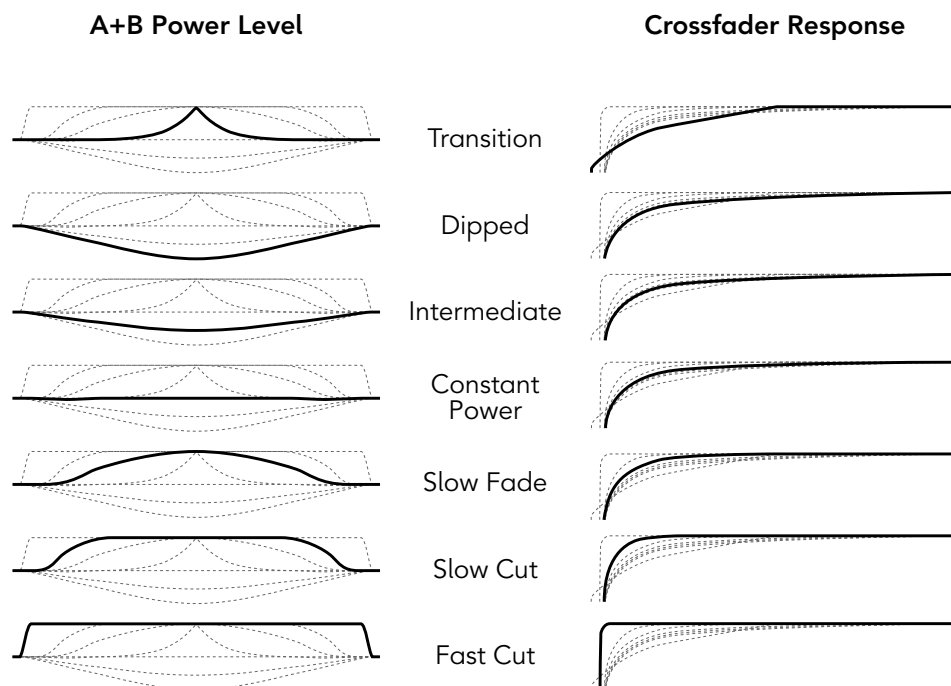 A+B Power Level
Crossfader Response
Transition
Dipped
Intermediate
Constant
Power
Slow Fade
Slow Cut
Fast Cut